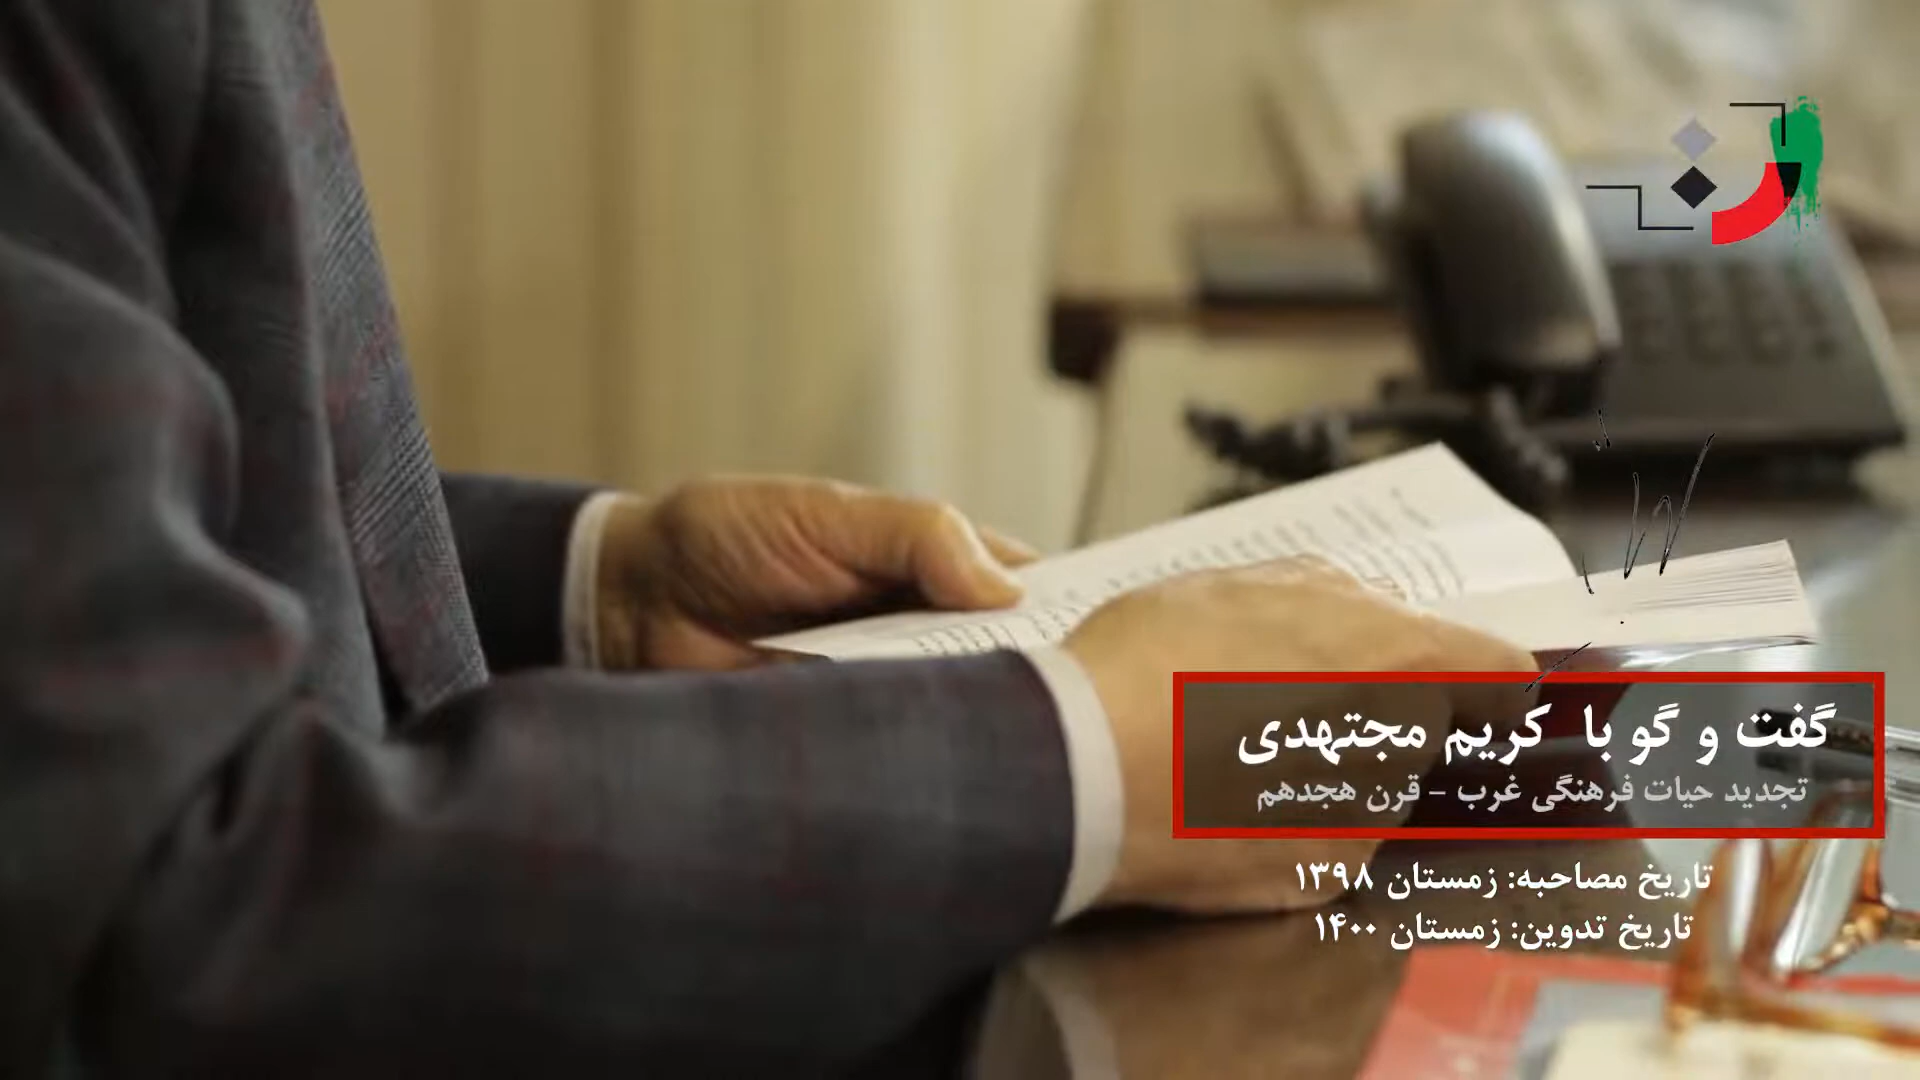 گفت و گو با کریم مجتهدی
تجدید حیات فرهنگی غرب – قرن هجدهم
تاریخ مصاحبه: زمستان ۱۳۹۸
تاریخ تدوین: زمستان ۱۴۰۰